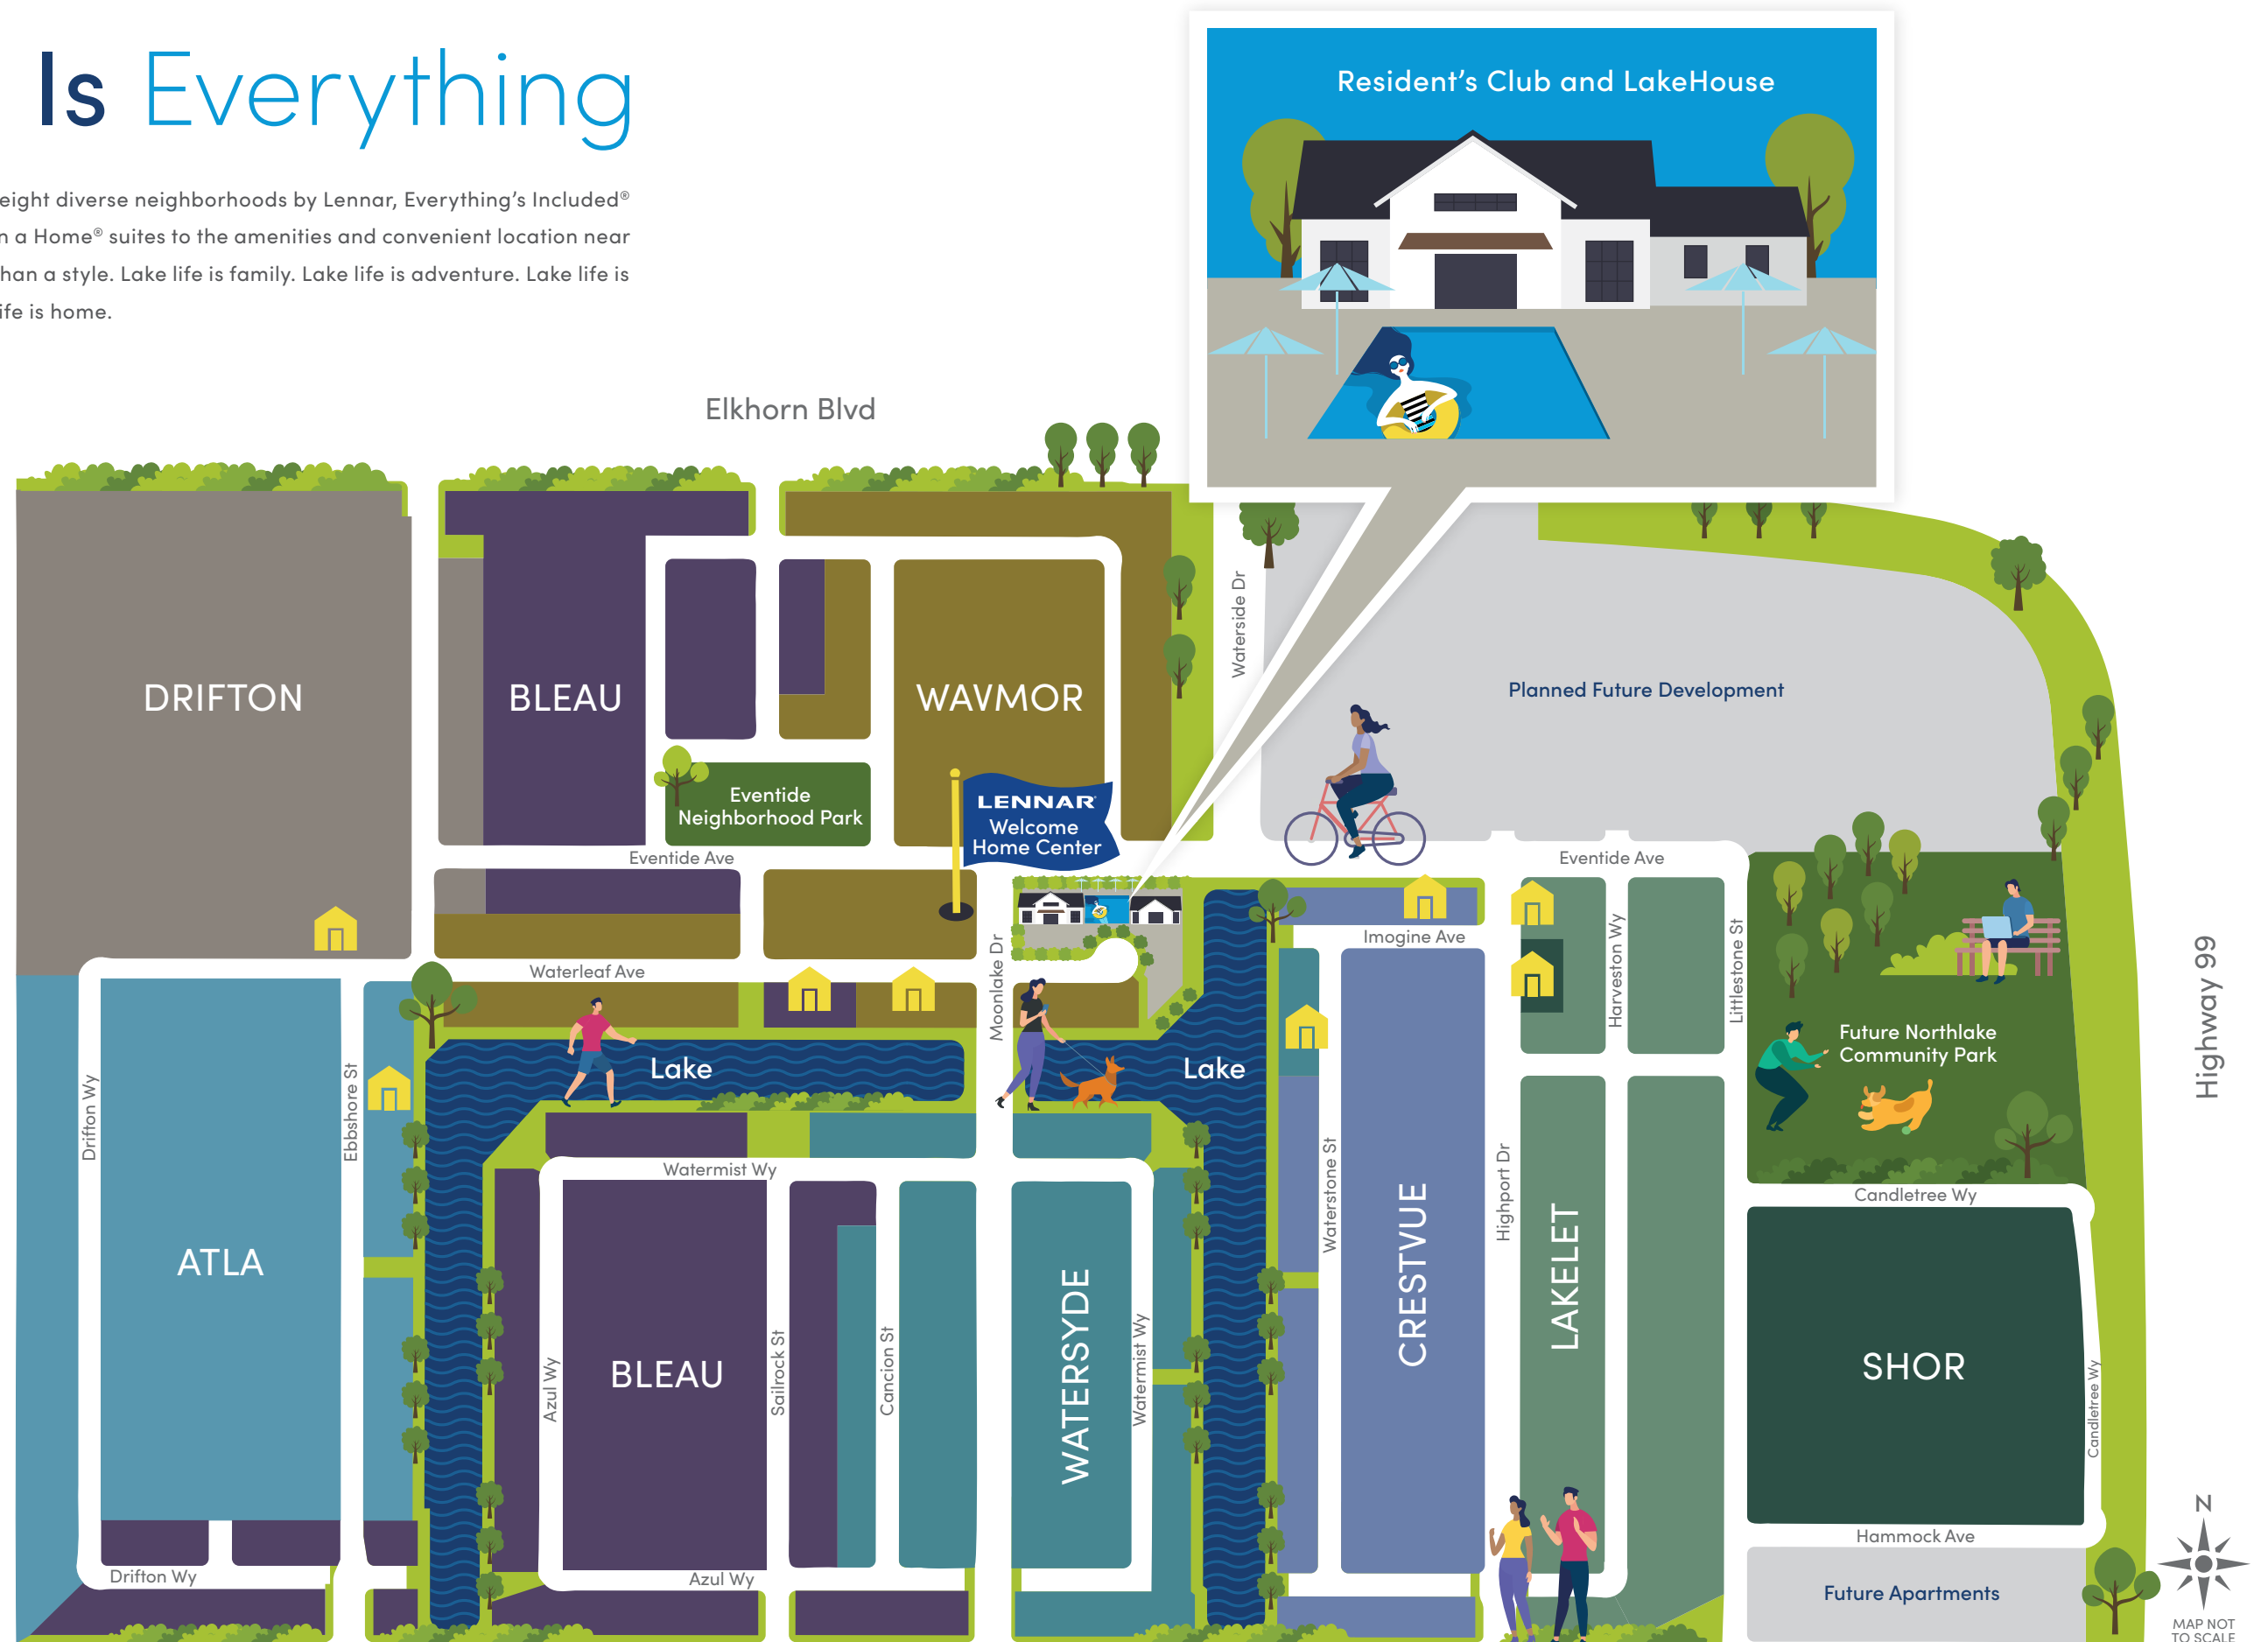 Is Everything
eight diverse neighborhoods by Lennar, Everything's Included®
n a Home® suites to the amenities and convenient location near
han a style. Lake life is family. Lake life is adventure. Lake life is
ife is home.
Resident's Club and LakeHouse
Elkhorn Blvd
Waterside Dr
Planned Future Development
DRIFTON
BLEAU
WAVMOR
Eventide
Neighborhood Park
LENNAR
Welcome
Home Center
Eventide Ave
Eventide Ave
Imogine Ave
Waterleaf Ave
Moonlake Dr
Harveston Wy
Littlestone St
Highway 99
Future Northlake
Community Park
Lake
Lake
Drifton Wy
Ebbshore St
Watermist Wy
Waterstone St
Highport Dr
Candletree Wy
ATLA
CRESTVUE
LAKELET
BLEAU
Azul Wy
Sailrock St
Cancion St
WATERSYDE
Watermist Wy
SHOR
Candletree Wy
Hammock Ave
Drifton Wy
Azul Wy
Future Apartments
N
MAP NOT
TO SCALE